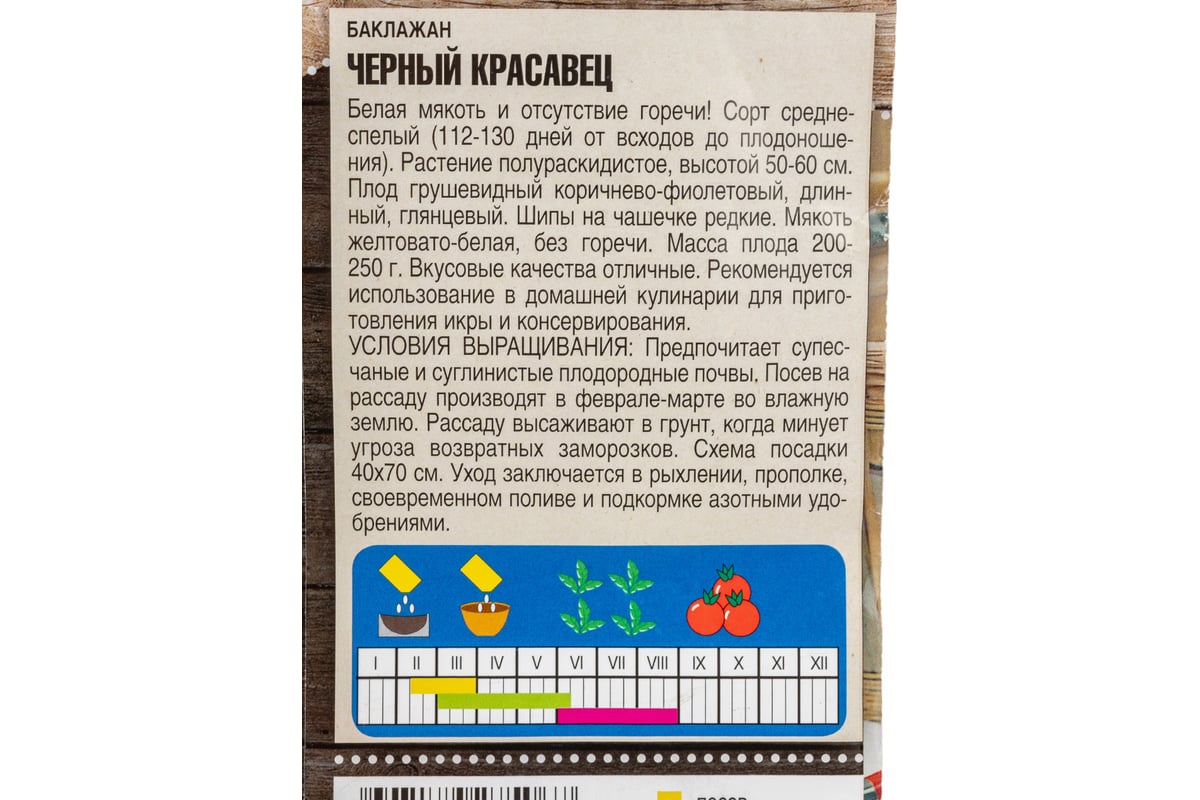 БАКЛАЖАН
ЧЕРНЫЙ КРАСАВЕЦ
Белая мякоть и отсутствие горечи! Сорт средне-
спелый (112-130 дней от всходов до плодоноше-
ния). Растение полураскидистое, высотой 50-60 см.
Плод грушевидный коричнево-фиолетовый, длин-
ный, глянцевый. Шипы на чашечке редкие. Мякоть
желтовато-белая, без горечи. Масса плода 200-
250 г. Вкусовые качества отличные. Рекомендуется
использование в домашней кулинарии для приго-
товления икры и консервирования.
УСЛОВИЯ ВЫРАЩИВАНИЯ: Предпочитает супес-
чаные и суглинистые плодородные почвы. Посев на
рассаду производят в феврале-марте во влажную
землю. Рассаду высаживают в грунт, когда минует
угроза возвратных заморозков. Схема посадки
40х70 см. Уход заключается в рыхлении, прополке,
своевременном поливе и подкормке азотными удо-
брениями.
I II III IV V VI VII VIII IX X XI XII